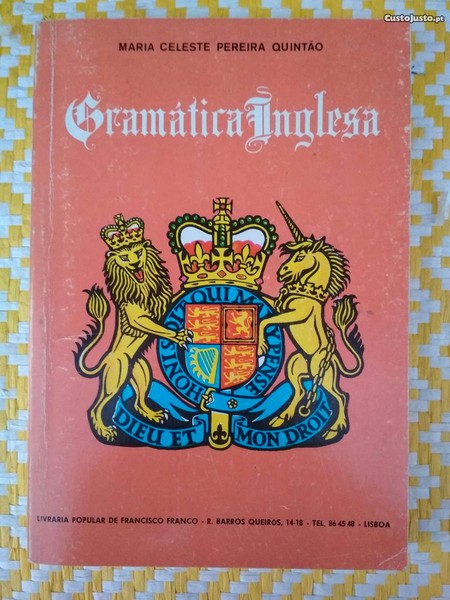 CustoJusto.pt
MARIA CELESTE PEREIRA QUINTÃO
Gramática Inglesa
HONI SOIT QUI MAL Y PENSE
DIEU ET MON DROIT
LIVRARIA POPULAR DE FRANCISCO FRANCO - R. BARROS QUEIROS, 14-18 - TEL. 86 45 48 - LISBOA